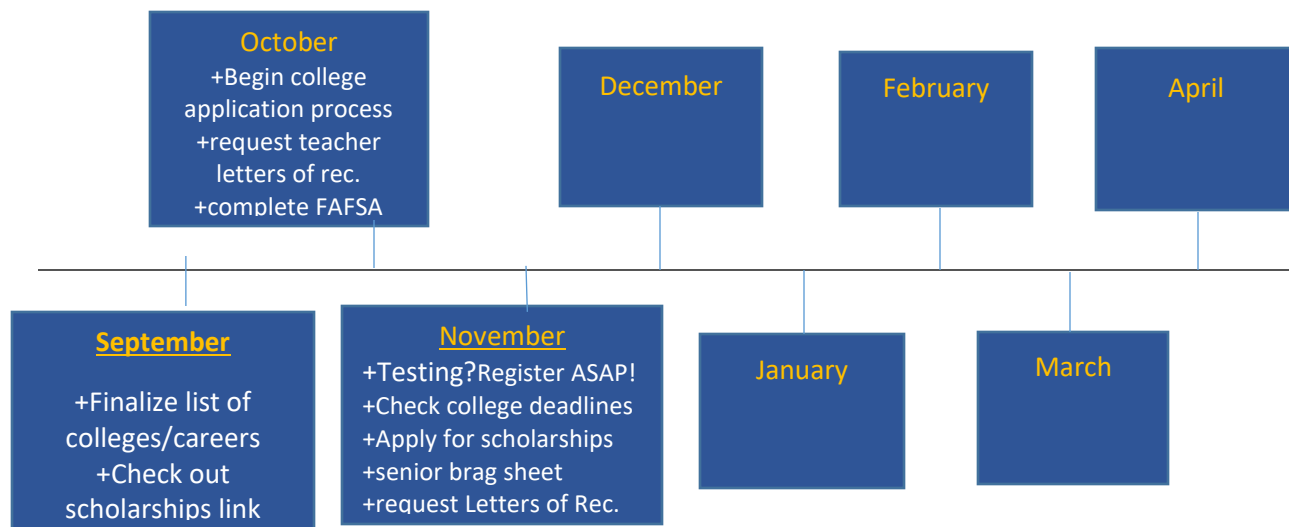 October
+Begin college
application process
+request teacher
letters of rec.
+complete FAFSA
December
February
April
September
+Finalize list of
colleges/careers
+Check out
scholarships link
November
+Testing?Register ASAP!
+Check college deadlines
+Apply for scholarships
+senior brag sheet
+request Letters of Rec.
January
March